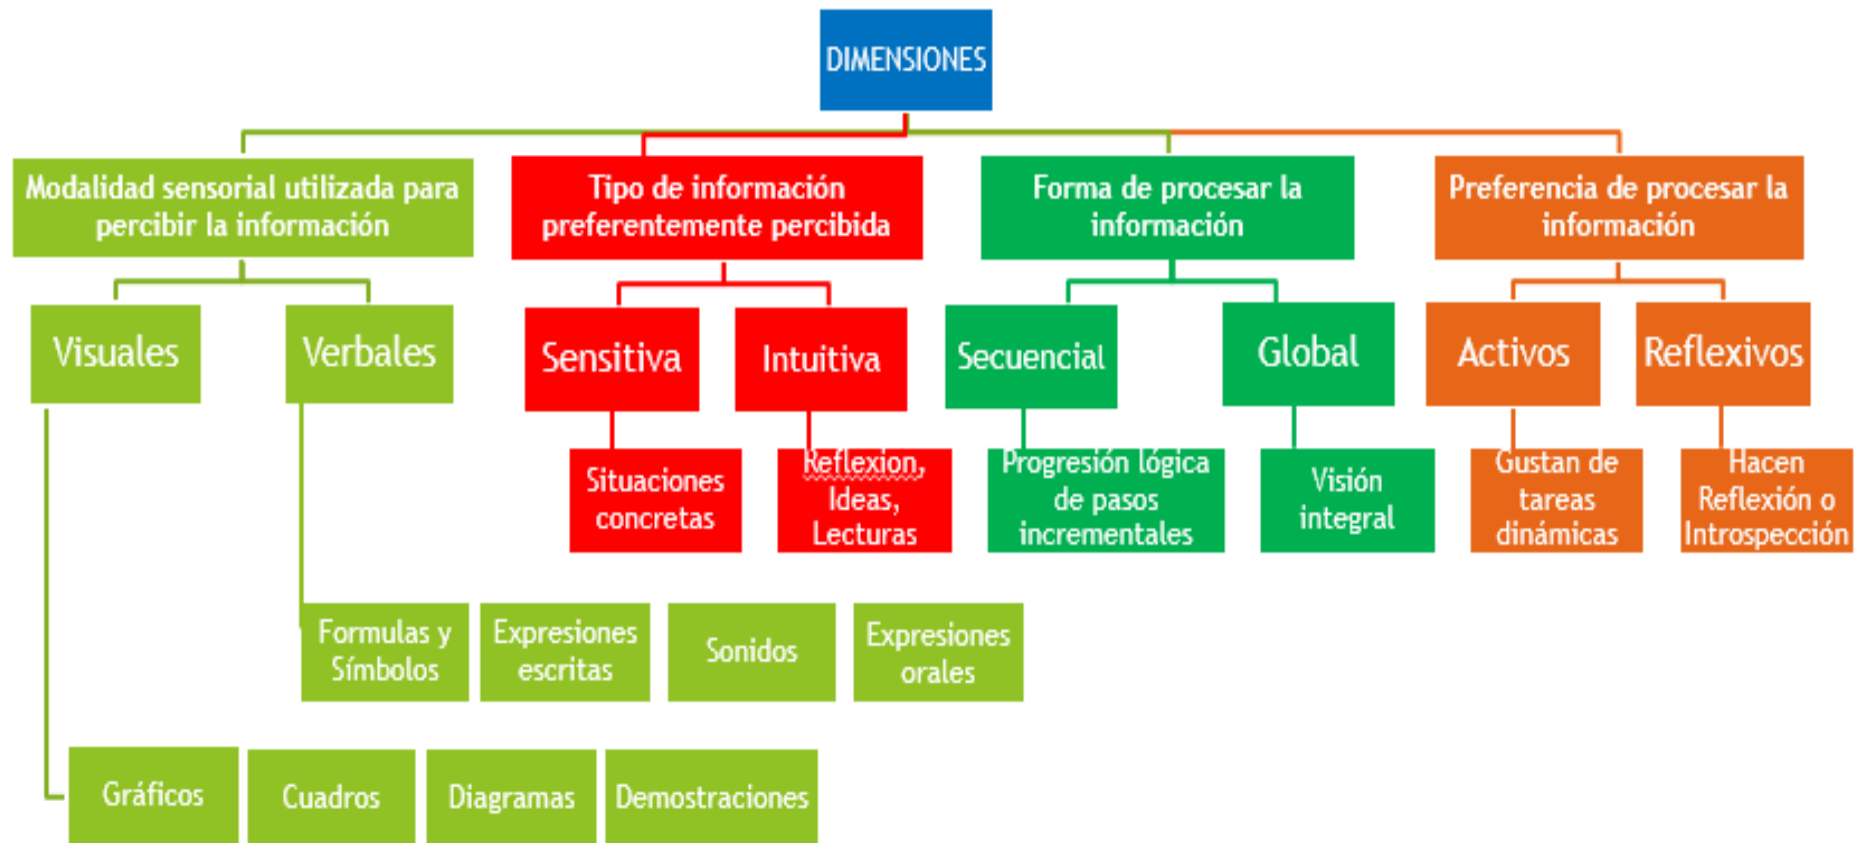 DIMENSIONES
Modalidad sensorial utilizada para
percibir la información
Tipo de información
preferentemente percibida
Forma de procesar la
información
Preferencia de procesar la
información
Visuales
Verbales
Sensitiva
Intuitiva
Secuencial
Global
Activos
Reflexivos
Situaciones
concretas
Reflexion,
Ideas,
Lecturas
Progresión lógica
de pasos
incrementales
Visión
integral
Gustan de
tareas
dinámicas
Hacen
Reflexión o
Introspección
Formulas y
Símbolos
Expresiones
escritas
Sonidos
Expresiones
orales
Gráficos
Cuadros
Diagramas
Demostraciones